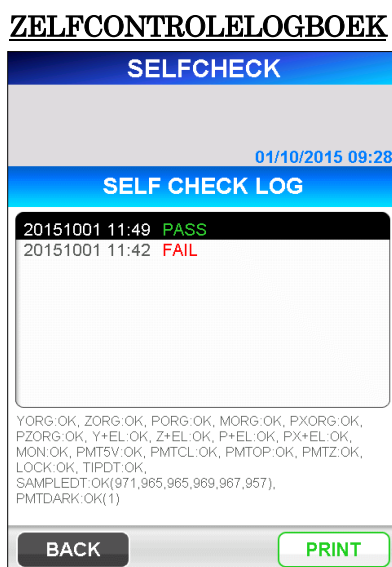 ZELFCONTROLELOGBOEK
SELFCHECK
01/10/2015 09:28
SELF CHECK LOG
20151001 11:49 PASS
20151001 11:42 FAIL
YORG:OK, ZORG:OK, PORG:OK, MORG:OK, PXORG:OK,
PZORG:OK, Y+EL:OK, Z+EL:OK, P+EL:OK, PX+EL:OK,
MON:OK, PMT5V:OK, PMTCL:OK, PMTOP:OK, PMTZ:OK,
LOCK:OK, TIPDT:OK,
SAMPLEDT:OK(971,965,965,969,967,957),
PMTDARK:OK(1)
BACK
PRINT